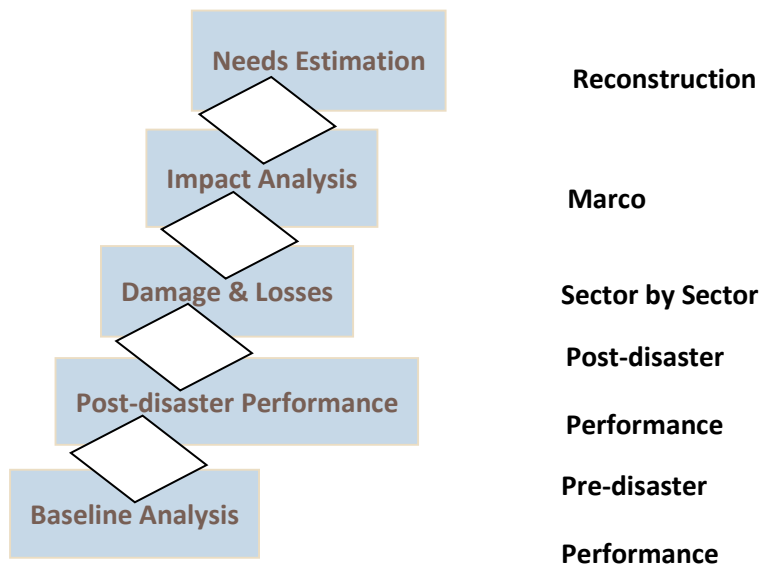 Needs Estimation
Reconstruction
Impact Analysis
Marco
Damage & Losses
Sector by Sector
Post-disaster
Post-disaster Performance
Performance
Pre-disaster
Baseline Analysis
Performance